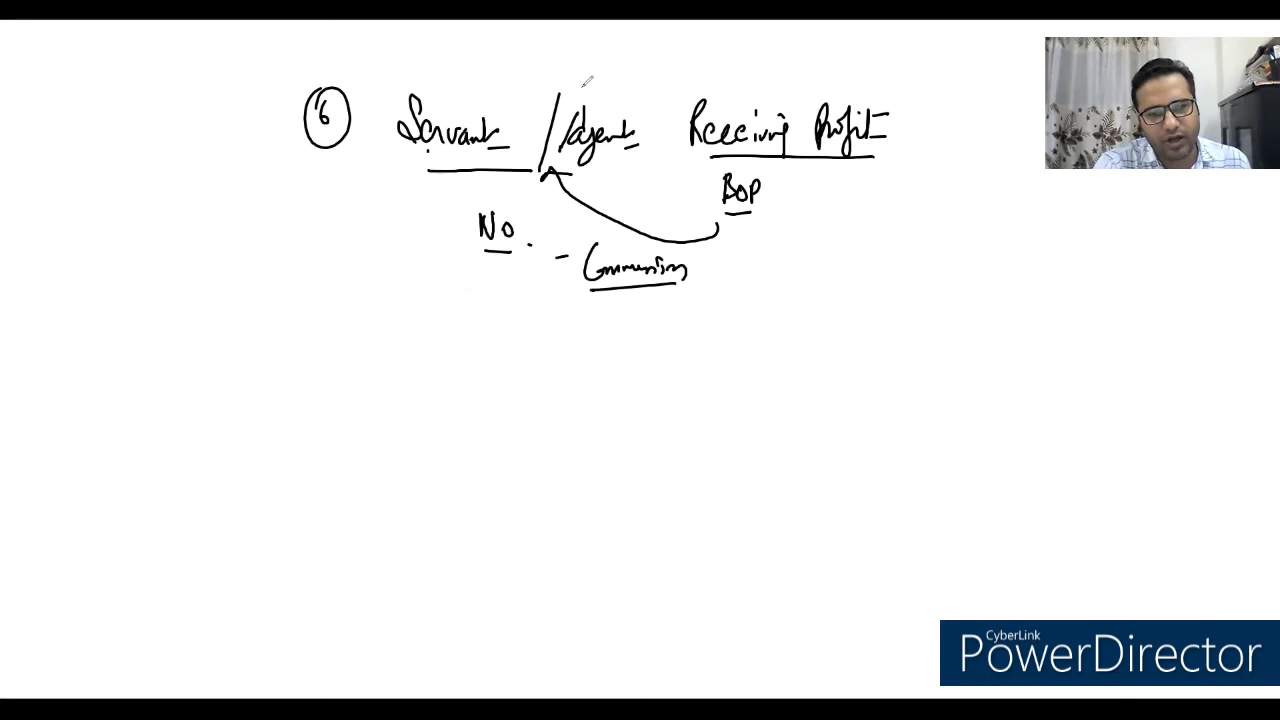 6 Servant / Agent Receiving Profit
BOP
No. - Commission
CyberLink
PowerDirector